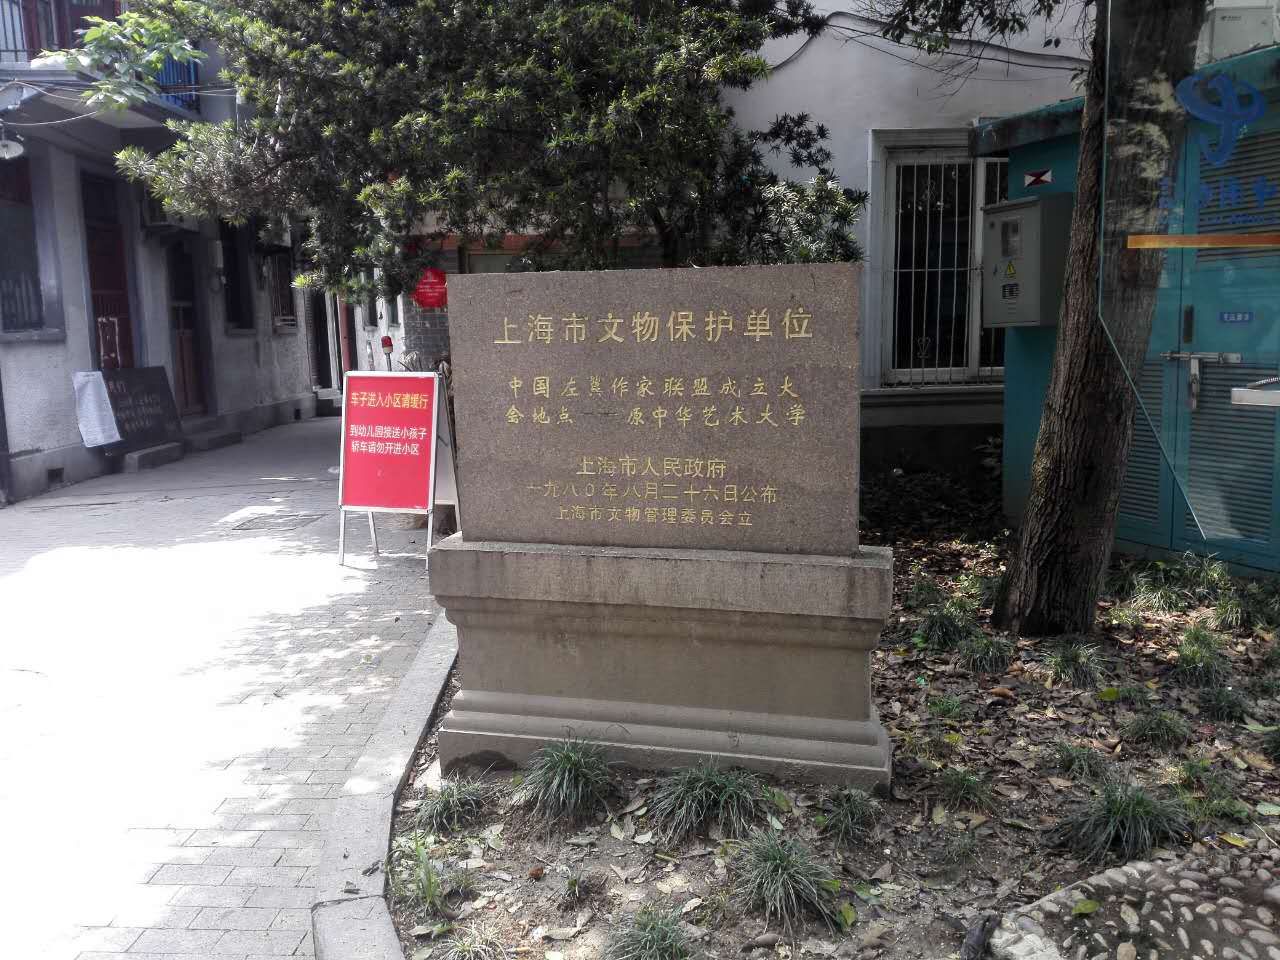 上海市文物保护单位
中国左翼作家联盟成立大
会地点——原中华艺术大学
上海市人民政府
一九八〇年八月二十六日公布
上海市文物管理委员会立
车子进入小区请缓行
到幼儿园接送小孩子
轿车请勿开进小区